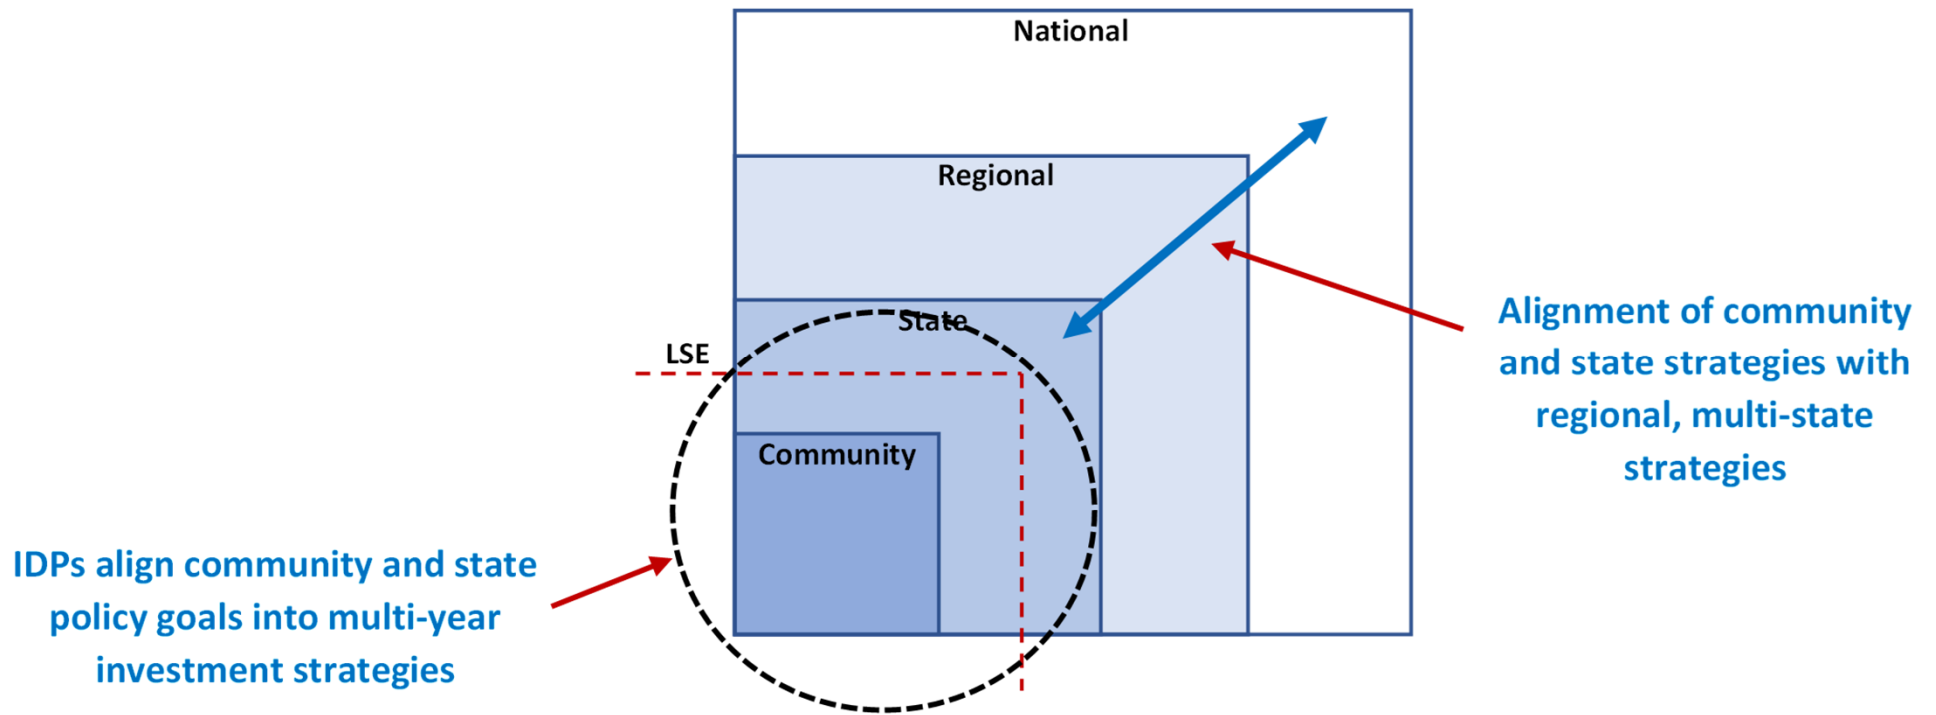 National
Regional
State
LSE
Community
Alignment of community
and state strategies with
regional, multi-state
strategies
IDPs align community and state
policy goals into multi-year
investment strategies